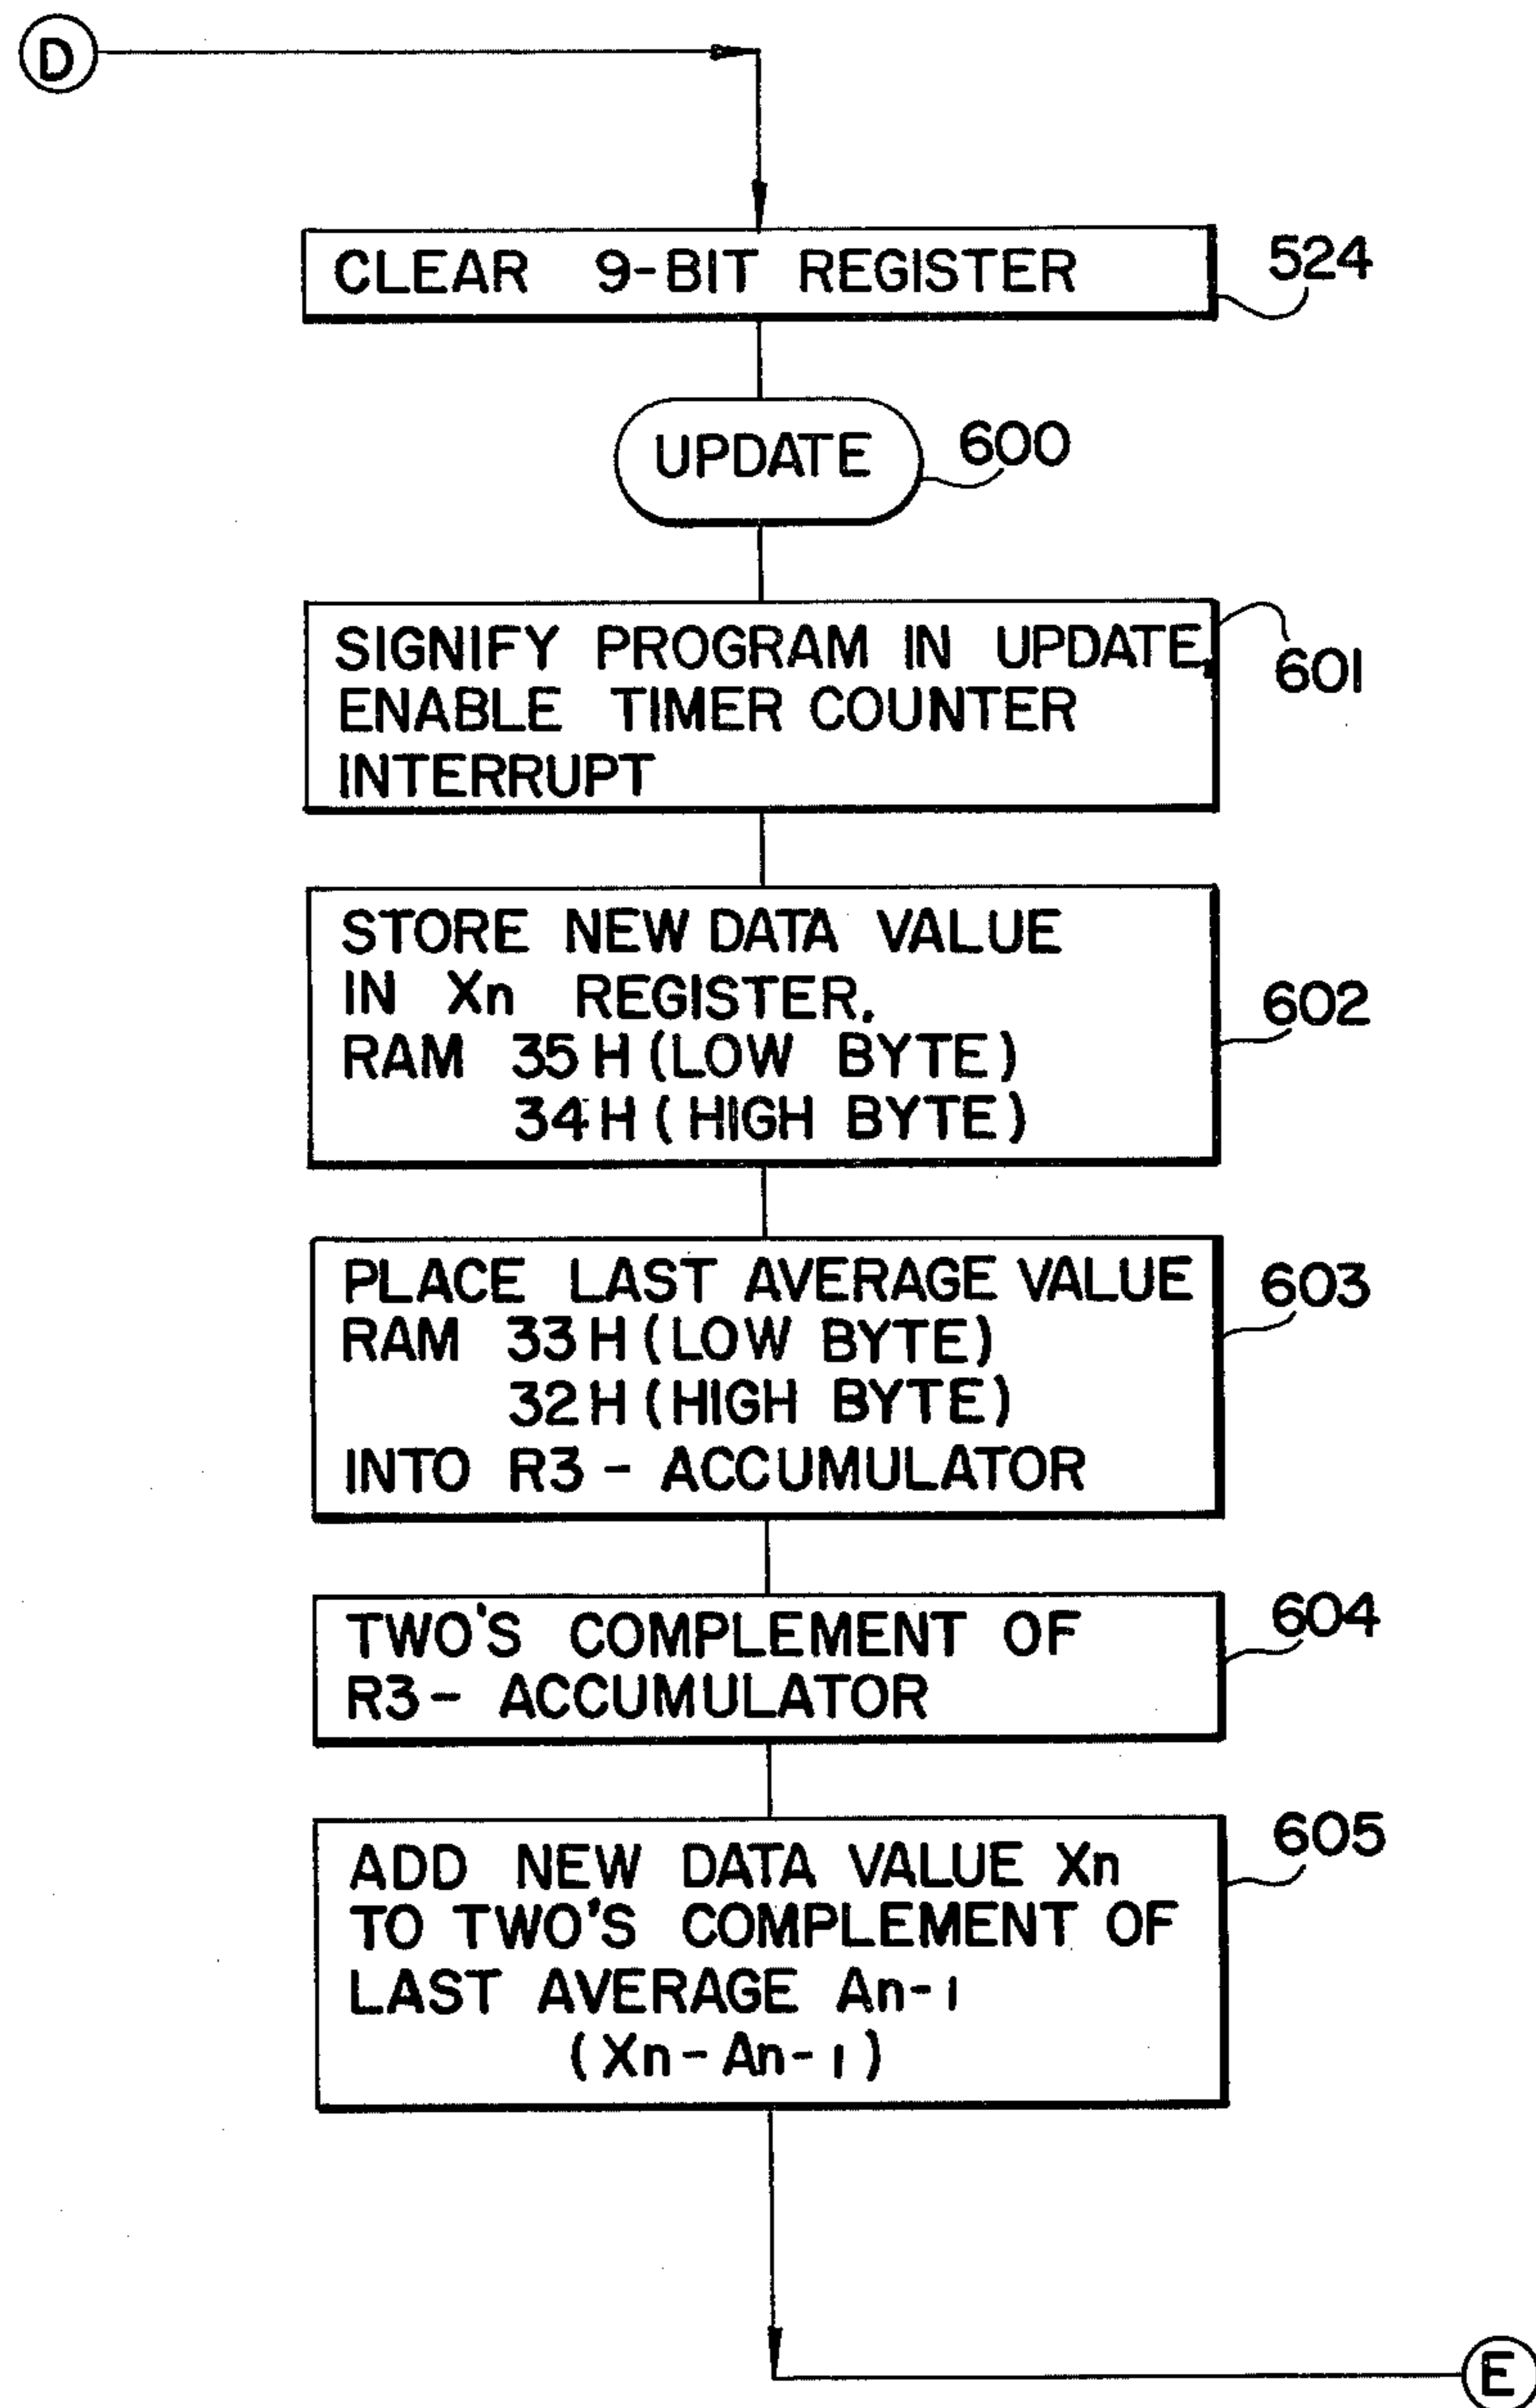 D
CLEAR 9-BIT REGISTER
524
UPDATE
600
SIGNIFY PROGRAM IN UPDATE,
ENABLE TIMER COUNTER
INTERRUPT
601
STORE NEW DATA VALUE
IN Xn REGISTER.
RAM 35H (LOW BYTE)
34H (HIGH BYTE)
602
PLACE LAST AVERAGE VALUE
RAM 33H (LOW BYTE)
32H (HIGH BYTE)
INTO R3 - ACCUMULATOR
603
TWO'S COMPLEMENT OF
R3 - ACCUMULATOR
604
ADD NEW DATA VALUE Xn
TO TWO'S COMPLEMENT OF
LAST AVERAGE An-1
(Xn-An-1)
605
E